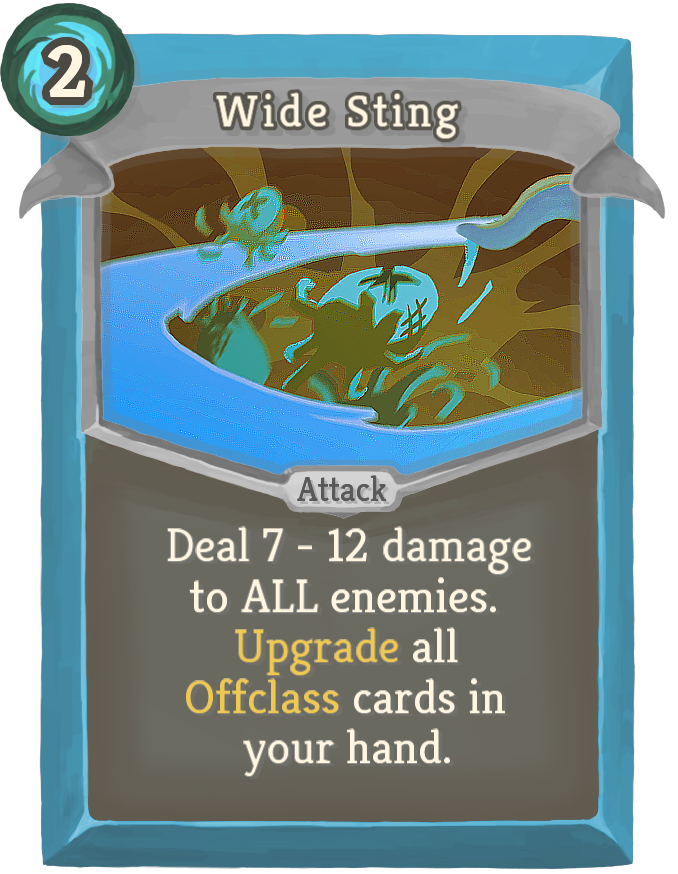 2
Wide Sting
Attack
Deal 7 - 12 damage
to ALL enemies.
Upgrade all
Offclass cards in
your hand.